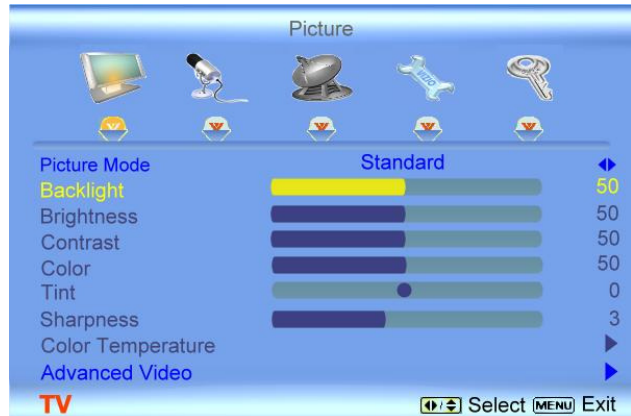 Picture
VIZIO
Picture Mode Standard
Backlight 50
Brightness 50
Contrast 50
Color 50
Tint 0
Sharpness 3
Color Temperature
Advanced Video
TV Select MENU Exit